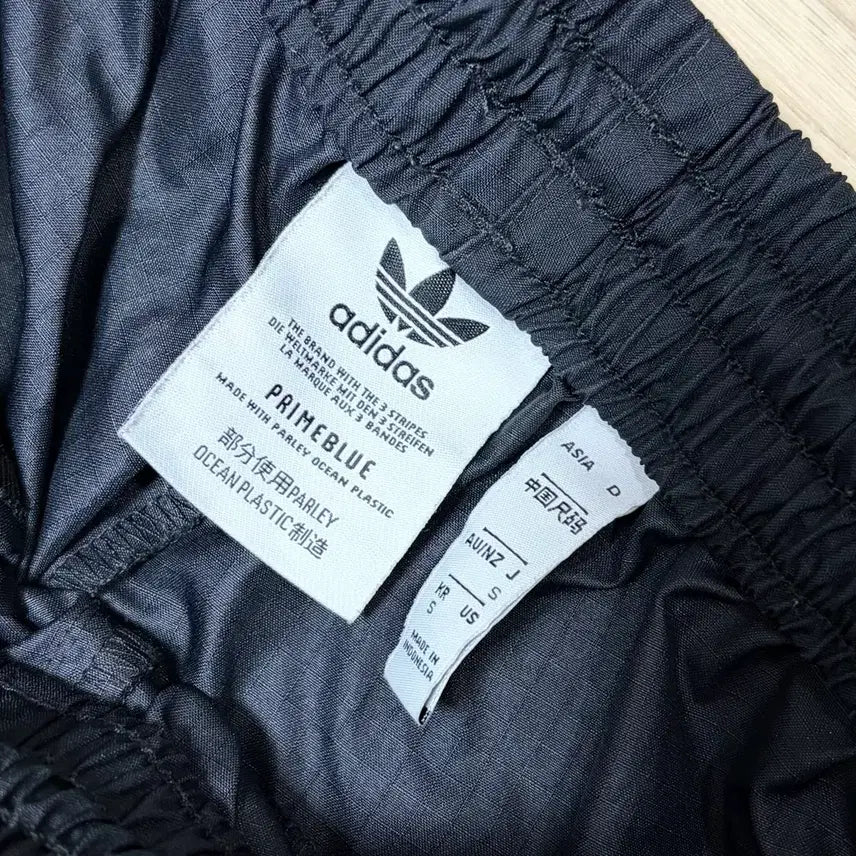 adidas
THE BRAND WITH THE 3 STRIPES
DIE WELTMARKE MIT DEN 3 STREIFEN
LA MARQUE AUX 3 BANDES
PRIMEBLUE
MADE WITH PARLEY OCEAN PLASTIC
部分使用PARLEY
OCEAN PLASTIC制造
ASIA D
中国尺码
AU/NZ J
S
KR US
S
MADE IN
INDONESIA